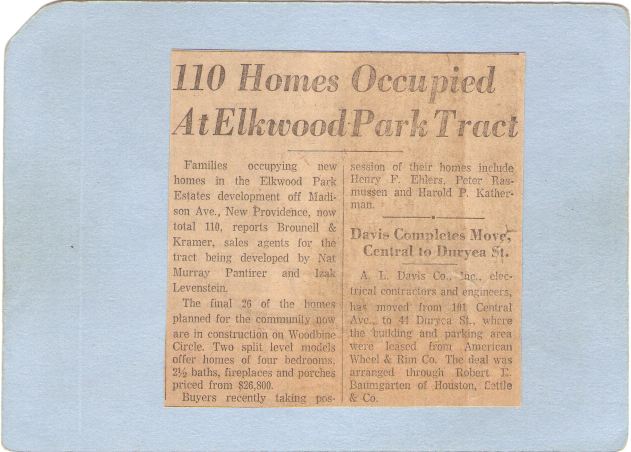 110 Homes Occupied
At Elkwood Park Tract
Families occupying new
homes in the Elkwood Park
Estates development off Madi-
son Ave., New Providence, now
total 110, reports Brounell &
Kramer, sales agents for the
tract being developed by Nat
Murray Pantirer and Izak
Levenstein.
The final 26 of the homes
planned for the community now
are in construction on Woodbine
Circle. Two split level models
offer homes of four bedrooms,
2½ baths, fireplaces and porches
priced from $26,800.
Buyers recently taking pos-
session of their homes include
Henry F. Ehlers, Peter Ras-
mussen and Harold P. Kather-
man.
Davis Completes Move,
Central to Duryea St.
A. L. Davis Co., Inc., elec-
trical contractors and engineers,
has moved from 101 Central
Ave., to 44 Duryea St., where
the building and parking area
were leased from American
Wheel & Rim Co. The deal was
arranged through Robert E.
Baumgarten of Houston, Settle
& Co.